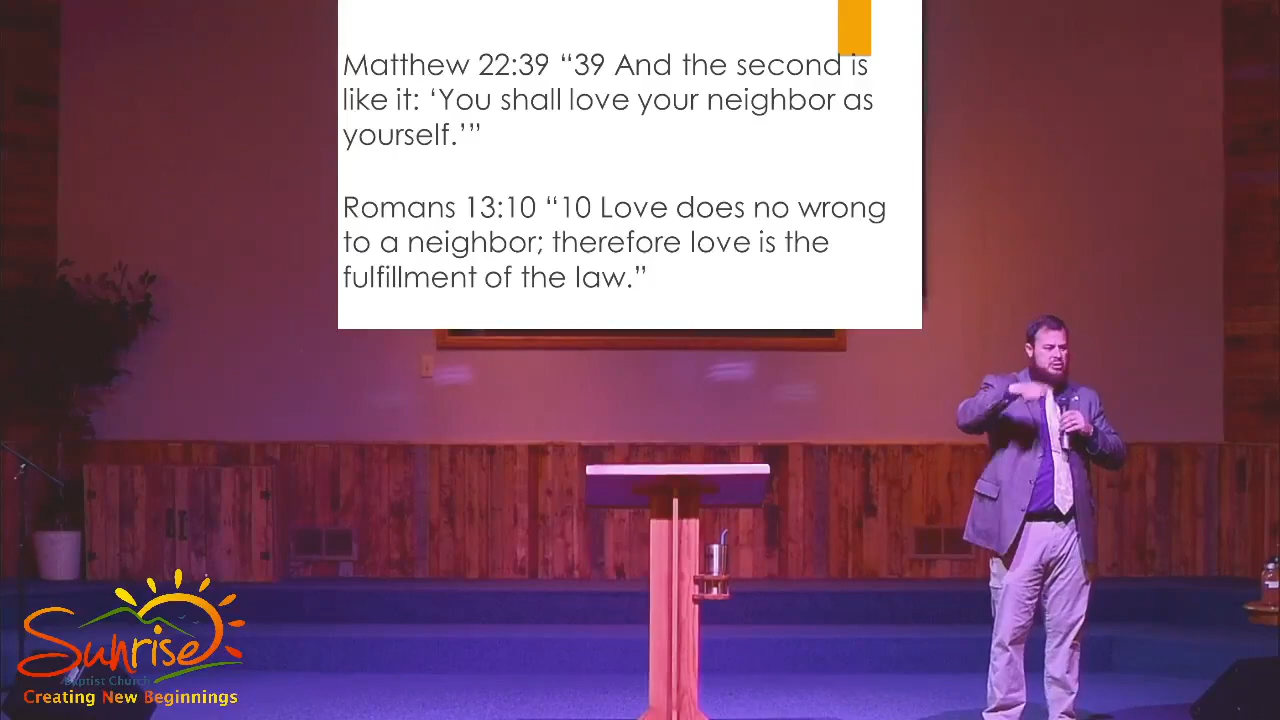 Matthew 22:39 “39 And the second is
like it: ‘You shall love your neighbor as
yourself.’”
Romans 13:10 “10 Love does no wrong
to a neighbor; therefore love is the
fulfillment of the law.”
Sunrise
Baptist Church
Creating New Beginnings